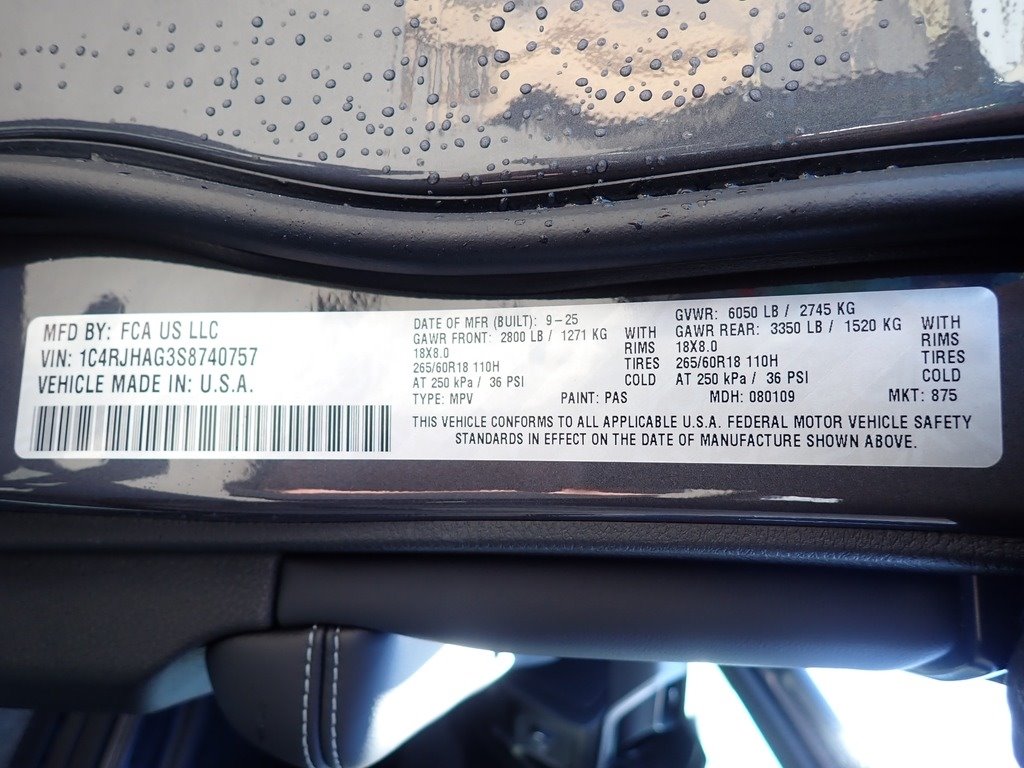 MFD BY: FCA US LLC
VIN: 1C4RJHAG3S8740757
VEHICLE MADE IN: U.S.A.
DATE OF MFR (BUILT): 9-25
GAWR FRONT: 2800 LB / 1271 KG WITH
18X8.0 RIMS
265/60R18 110H TIRES
AT 250 kPa / 36 PSI COLD
GVWR: 6050 LB / 2745 KG
GAWR REAR: 3350 LB / 1520 KG WITH
18X8.0 RIMS
265/60R18 110H TIRES
AT 250 kPa / 36 PSI COLD
TYPE: MPV PAINT: PAS MDH: 080109 MKT: 875
THIS VEHICLE CONFORMS TO ALL APPLICABLE U.S.A. FEDERAL MOTOR VEHICLE SAFETY
STANDARDS IN EFFECT ON THE DATE OF MANUFACTURE SHOWN ABOVE.